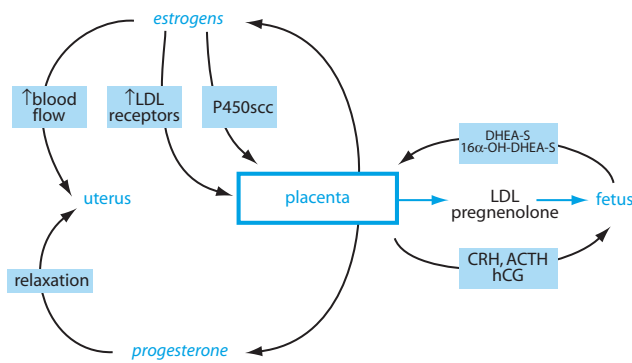 estrogens
↑blood
flow
↑LDL
receptors
P450scc
DHEA-S
16α-OH-DHEA-S
uterus
placenta
LDL
pregnenolone
fetus
relaxation
CRH, ACTH
hCG
progesterone